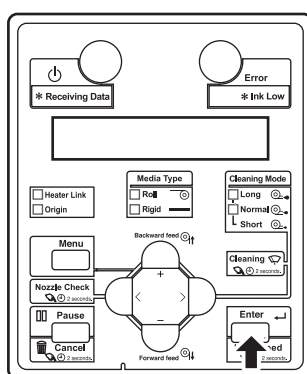 Error
* Receiving Data
* Ink Low
Media Type
Roll
Rigid
Cleaning Mode
Long
Normal
Short
Heater Link
Origin
Menu
Backward feed
Cleaning
2 seconds.
Nozzle Check
2 seconds.
+
< >
−
Pause
Cancel
2 seconds.
Enter
2 seconds.
Forward feed